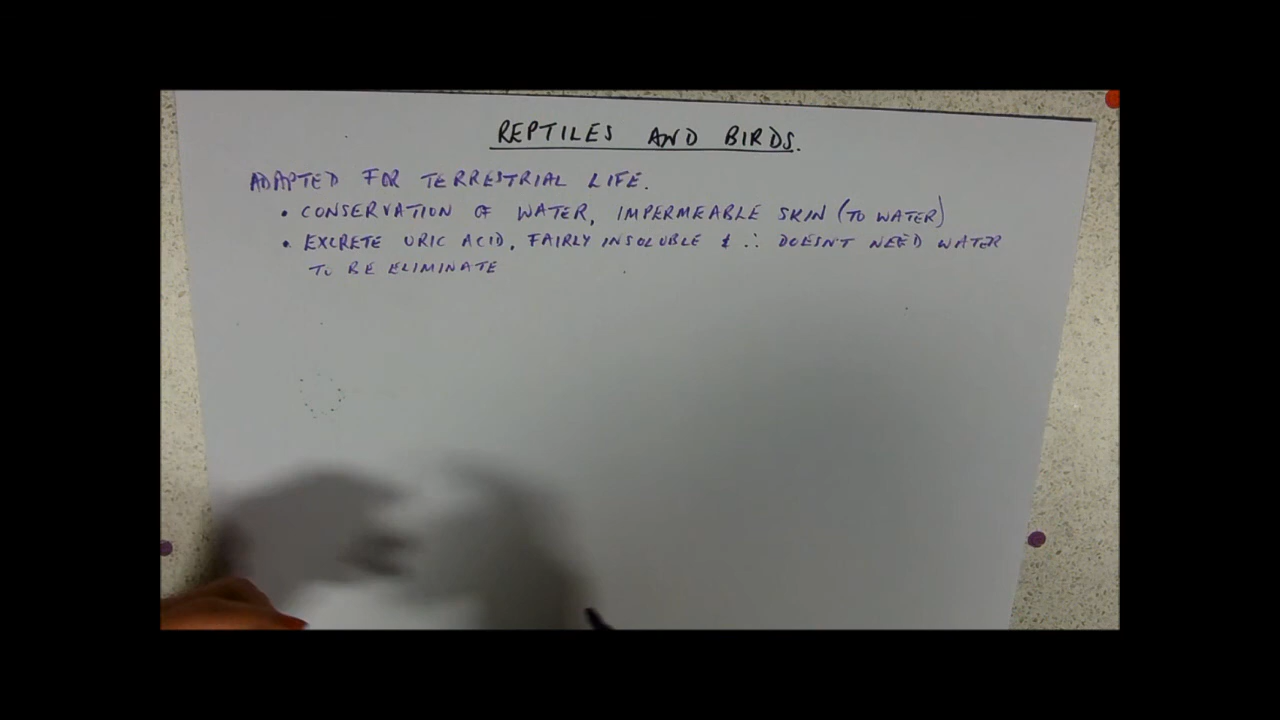 REPTILES AND BIRDS.
ADAPTED FOR TERRESTRIAL LIFE.
• CONSERVATION OF WATER, IMPERMEABLE SKIN (TO WATER)
• EXCRETE URIC ACID, FAIRLY INSOLUBLE & ∴ DOESN'T NEED WATER
TO BE ELIMINATE